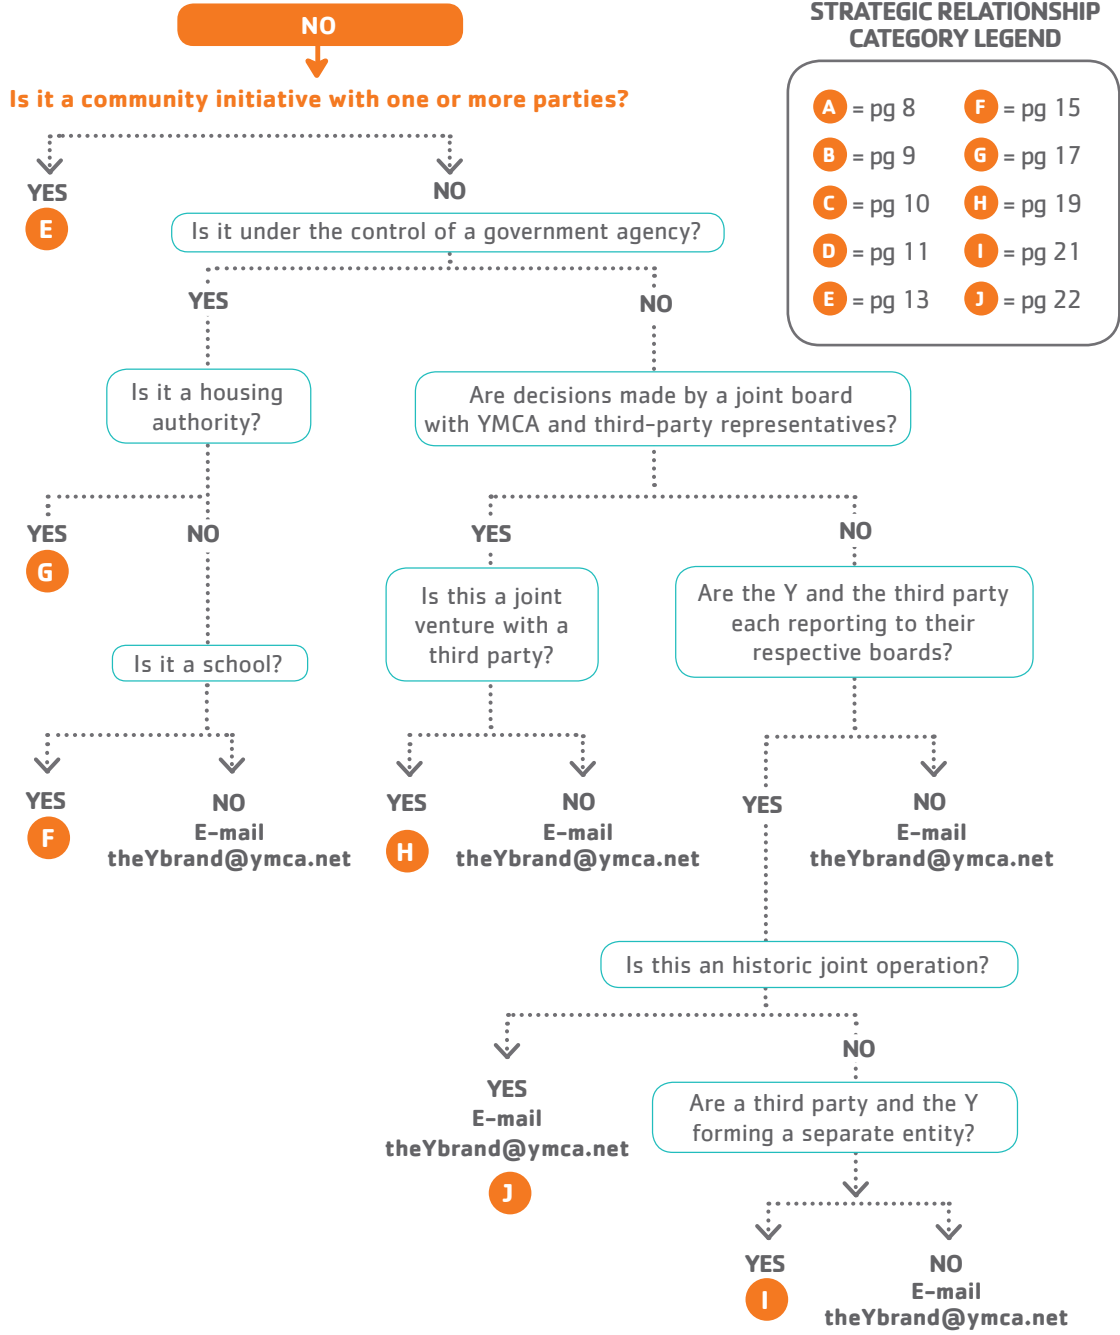 NO
Is it a community initiative with one or more parties?
STRATEGIC RELATIONSHIP
CATEGORY LEGEND
A = pg 8
F = pg 15
B = pg 9
G = pg 17
C = pg 10
H = pg 19
D = pg 11
I = pg 21
E = pg 13
J = pg 22
YES
E
NO
Is it under the control of a government agency?
YES
NO
Is it a housing
authority?
Are decisions made by a joint board
with YMCA and third-party representatives?
YES
G
NO
YES
NO
Is this a joint
venture with a
third party?
Are the Y and the third party
each reporting to their
respective boards?
Is it a school?
YES
F
NO
E-mail
theYbrand@ymca.net
YES
H
NO
E-mail
theYbrand@ymca.net
YES
NO
E-mail
theYbrand@ymca.net
Is this an historic joint operation?
YES
E-mail
theYbrand@ymca.net
J
NO
Are a third party and the Y
forming a separate entity?
YES
I
NO
E-mail
theYbrand@ymca.net